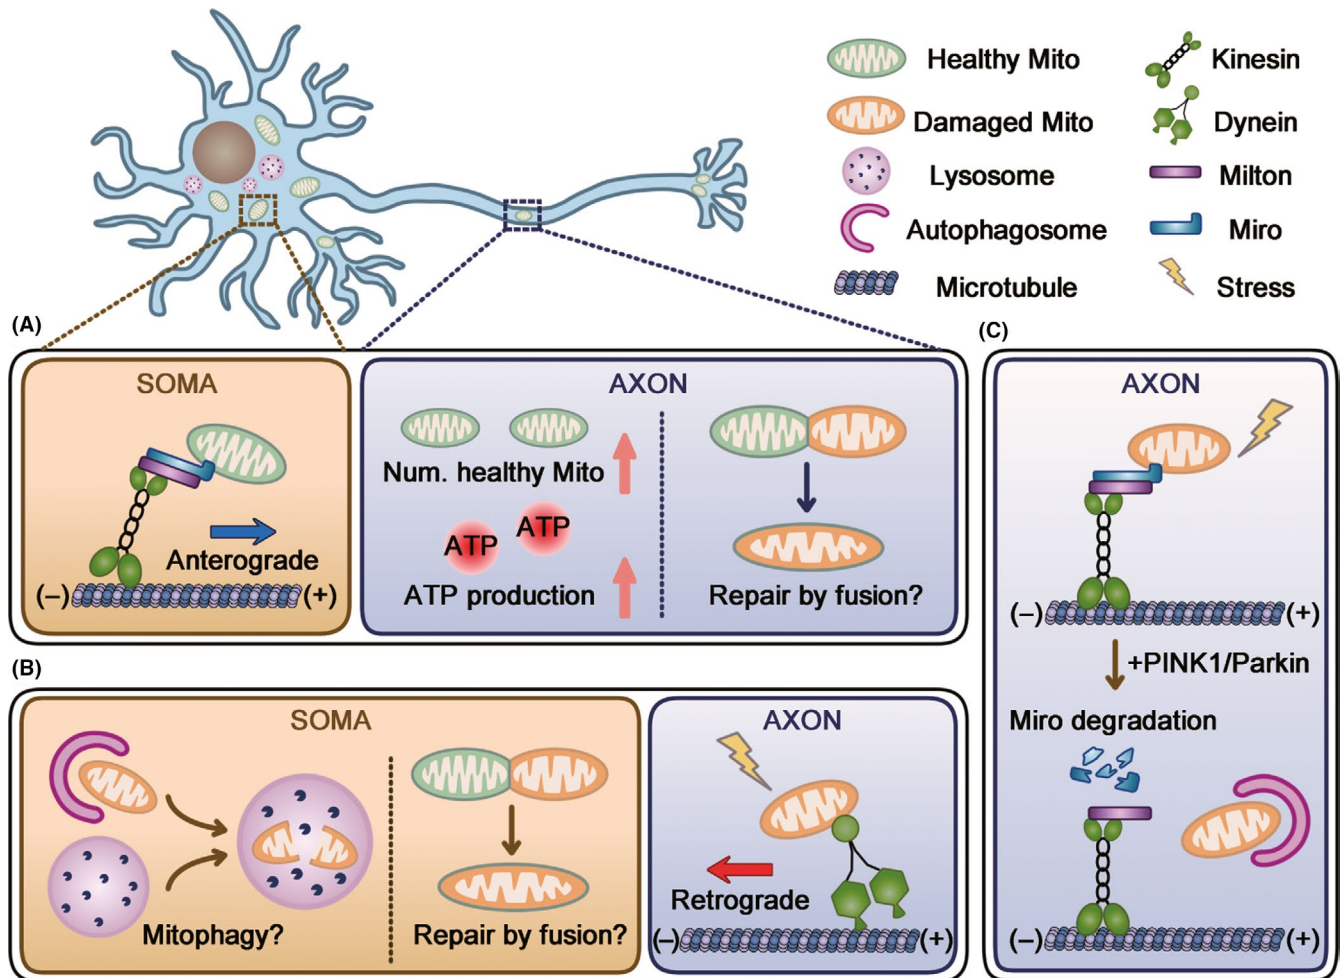 Healthy Mito
Kinesin
Damaged Mito
Dynein
Lysosome
Milton
Autophagosome
Miro
Microtubule
Stress
(A)
SOMA
Anterograde
(–)
(+)
AXON
Num. healthy Mito
ATP
ATP
ATP production
Repair by fusion?
(B)
SOMA
Mitophagy?
Repair by fusion?
AXON
Retrograde
(–)
(+)
(C)
AXON
(–)
(+)
+PINK1/Parkin
Miro degradation
(–)
(+)